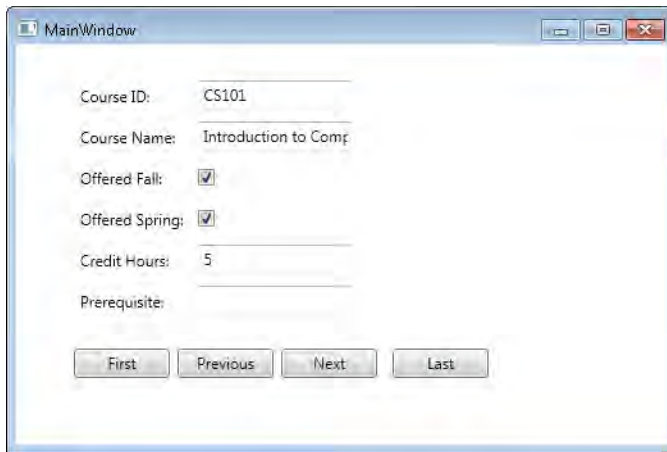 MainWindow
Course ID: CS101
Course Name: Introduction to Comp
Offered Fall:
Offered Spring:
Credit Hours: 5
Prerequisite:
First Previous Next Last